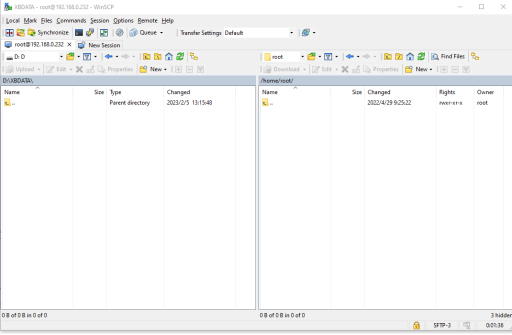 XBDATA - root@192.168.0.232 - WinSCP
Local Mark Files Commands Session Options Remote Help
Synchronize Queue Transfer Settings Default
root@192.168.0.232 × New Session
D: D root Find Files
Upload Edit Properties New Download Edit Properties New
D:\XBDATA\ /home/root/
Name Size Type Changed Name Size Changed Rights Owner
.. Parent directory 2023/2/5 13:15:48 .. 2022/4/29 9:25:22 rwxr-xr-x root
0 B of 0 B in 0 of 0 0 B of 0 B in 0 of 0 3 hidden
SFTP-3 0:01:36